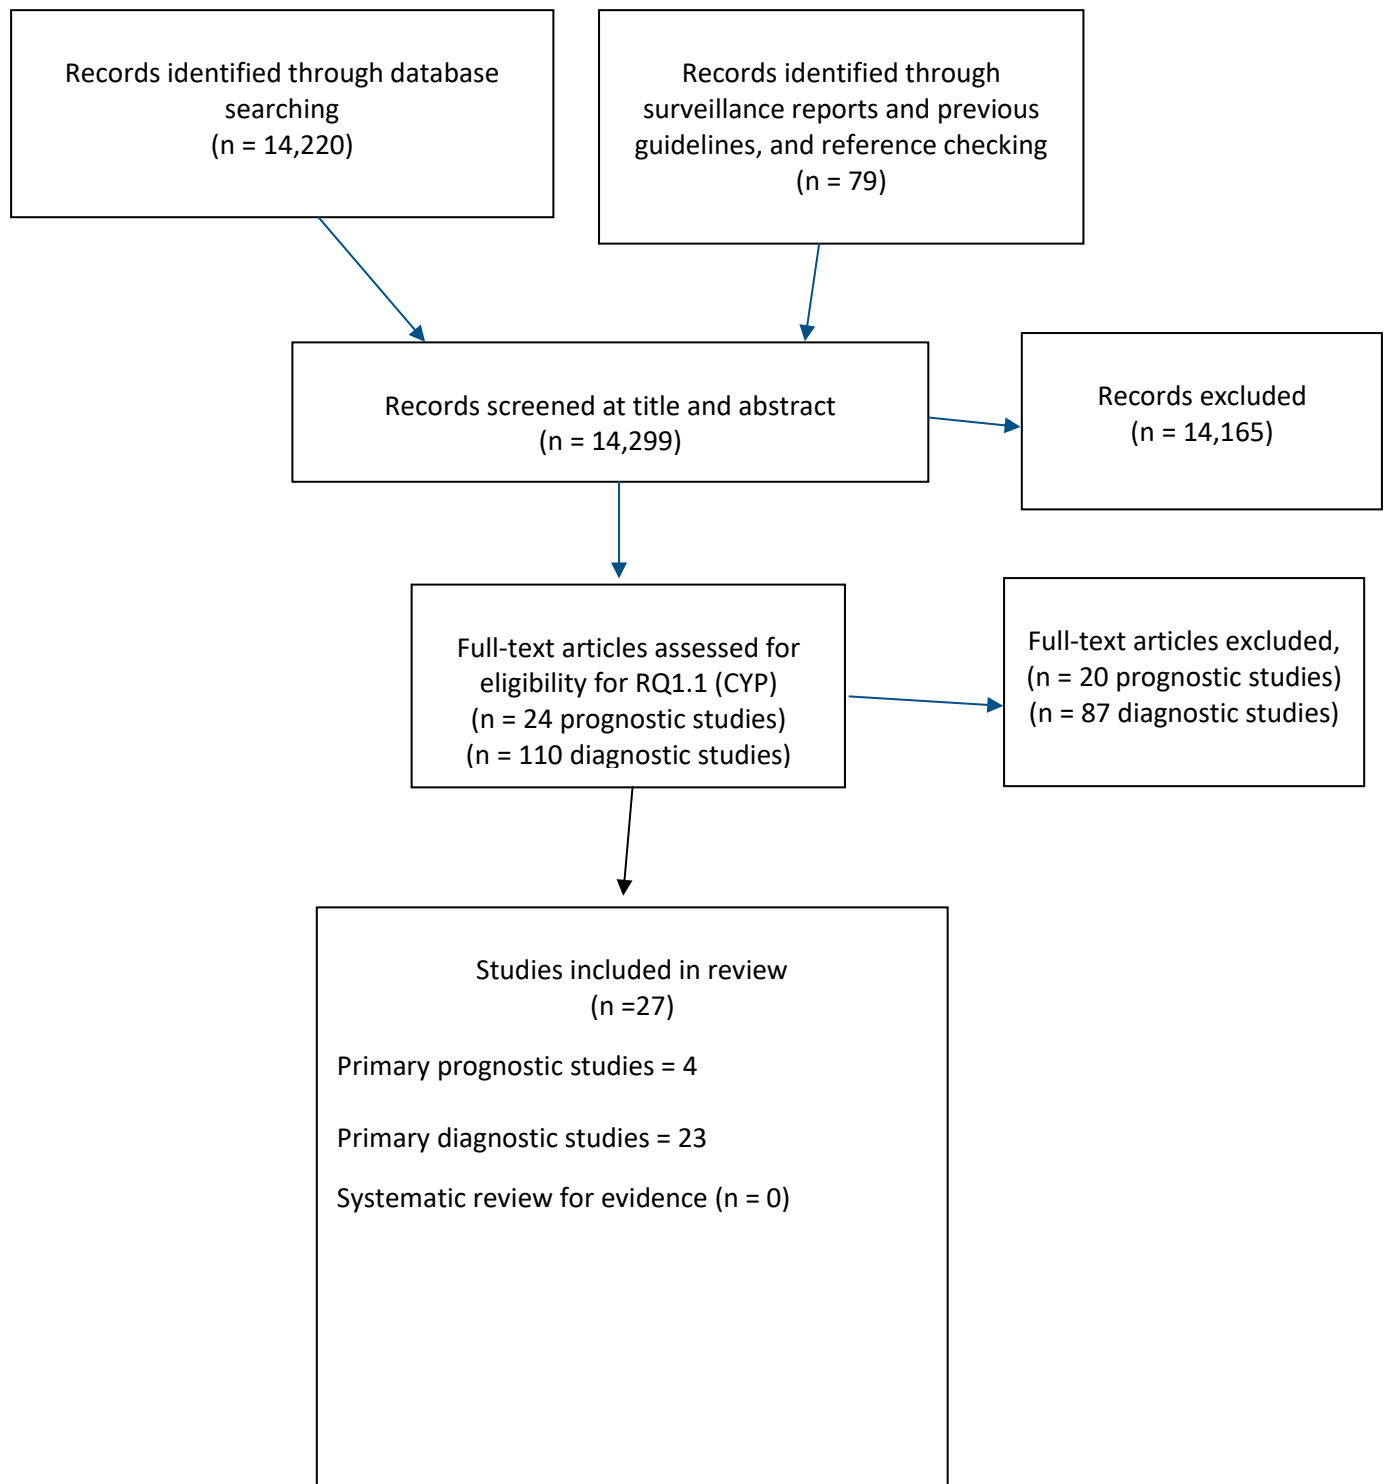 Records identified through database
searching
(n = 14,220)
Records identified through
surveillance reports and previous
guidelines, and reference checking
(n = 79)
Records screened at title and abstract
(n = 14,299)
Records excluded
(n = 14,165)
Full-text articles assessed for
eligibility for RQ1.1 (CYP)
(n = 24 prognostic studies)
(n = 110 diagnostic studies)
Full-text articles excluded,
(n = 20 prognostic studies)
(n = 87 diagnostic studies)
Studies included in review
(n =27)
Primary prognostic studies = 4
Primary diagnostic studies = 23
Systematic review for evidence (n = 0)